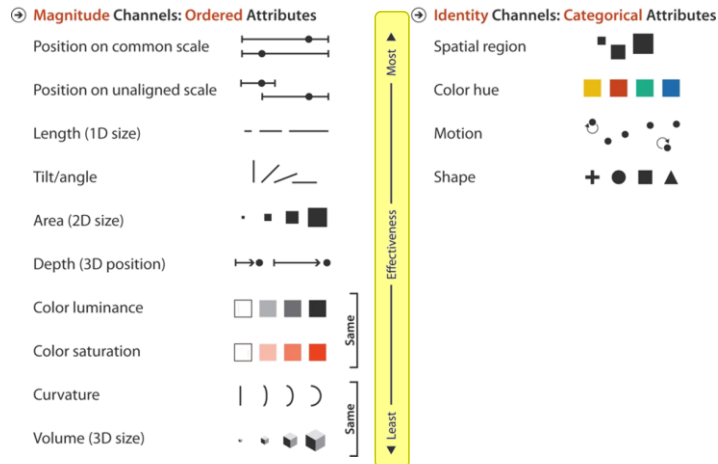 Magnitude Channels: Ordered Attributes
Position on common scale
Position on unaligned scale
Length (1D size)
Tilt/angle
Area (2D size)
Depth (3D position)
Color luminance
Color saturation
Curvature
Volume (3D size)
Same
Same
Most
Effectiveness
Least
Identity Channels: Categorical Attributes
Spatial region
Color hue
Motion
Shape